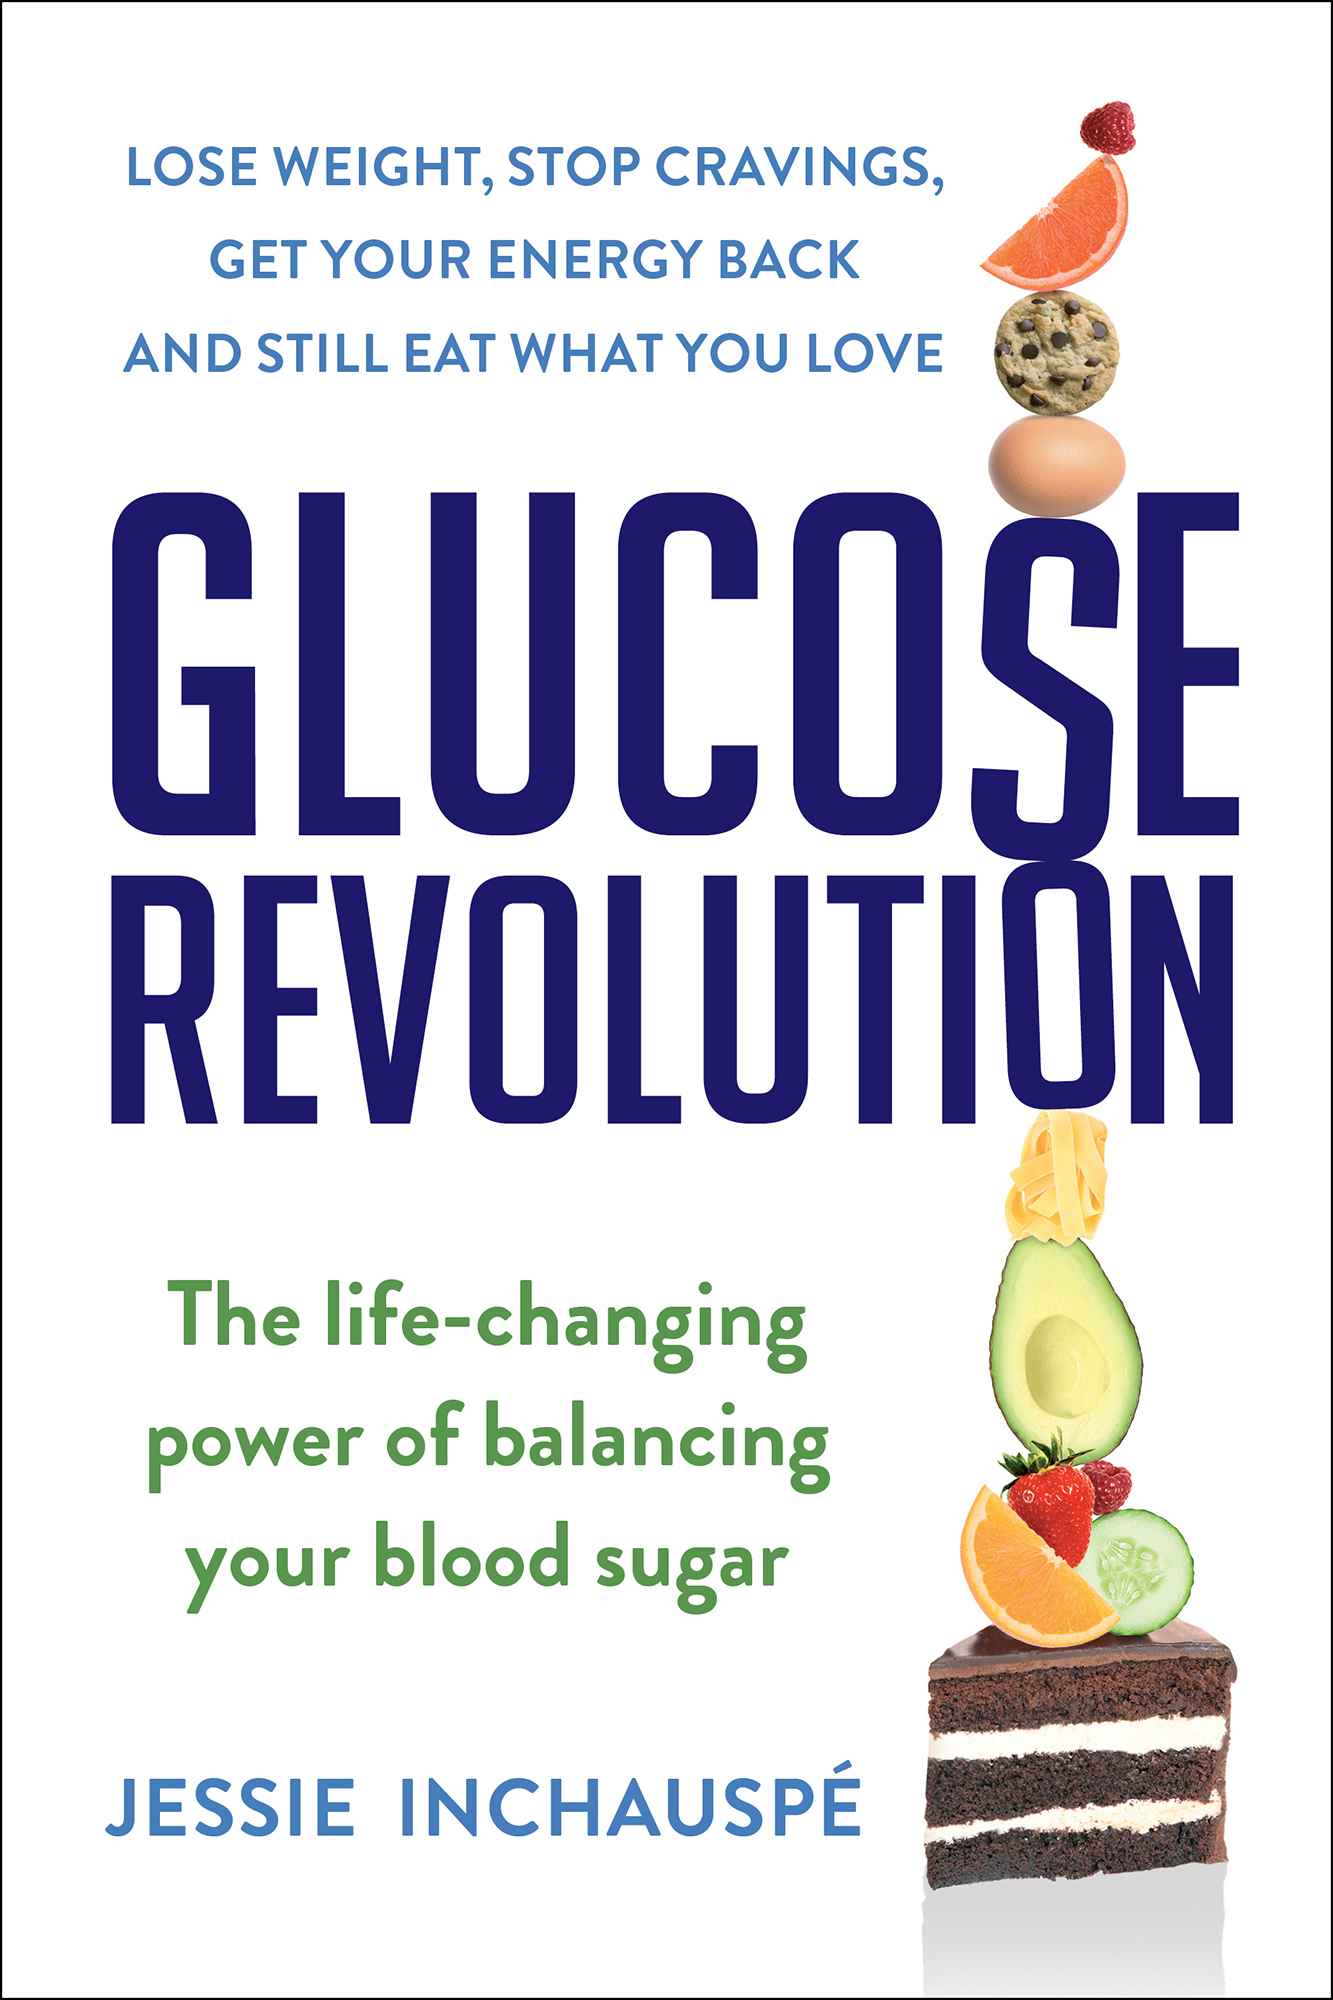 LOSE WEIGHT, STOP CRAVINGS,
GET YOUR ENERGY BACK
AND STILL EAT WHAT YOU LOVE
GLUCOSE
REVOLUTION
The life-changing
power of balancing
your blood sugar
JESSIE INCHAUSPÉ